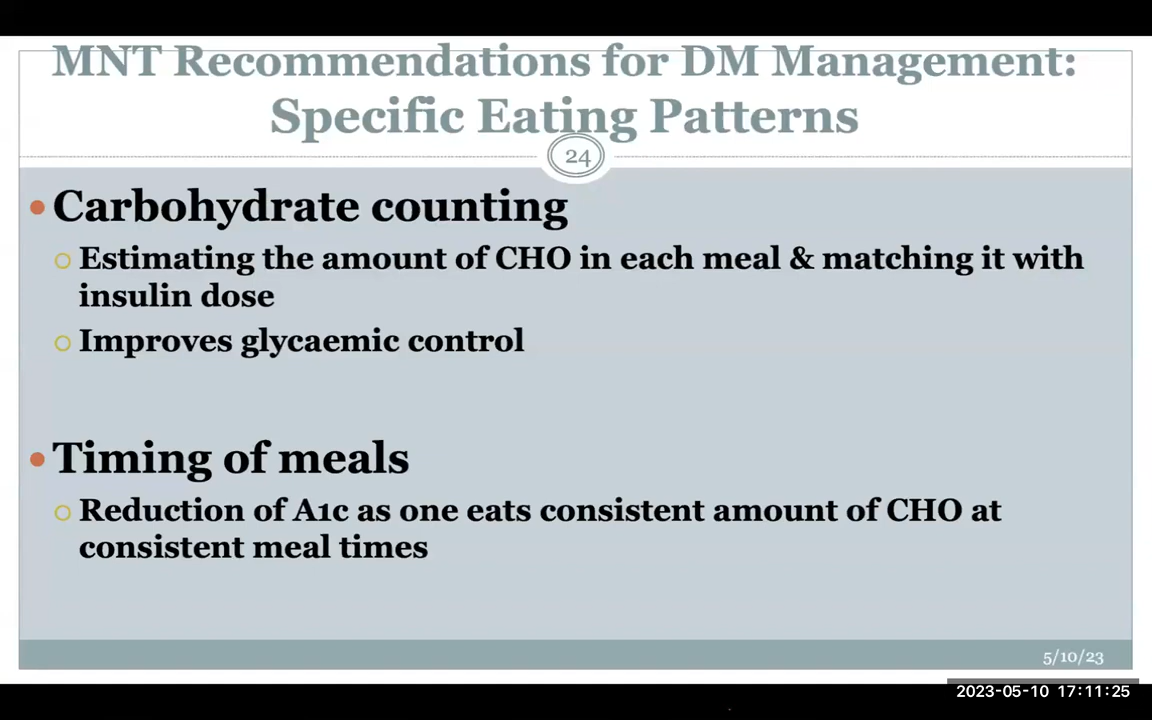 MNT Recommendations for DM Management:
Specific Eating Patterns
24
• Carbohydrate counting
○ Estimating the amount of CHO in each meal & matching it with
insulin dose
○ Improves glycaemic control
• Timing of meals
○ Reduction of A1c as one eats consistent amount of CHO at
consistent meal times
5/10/23
2023-05-10 17:11:25